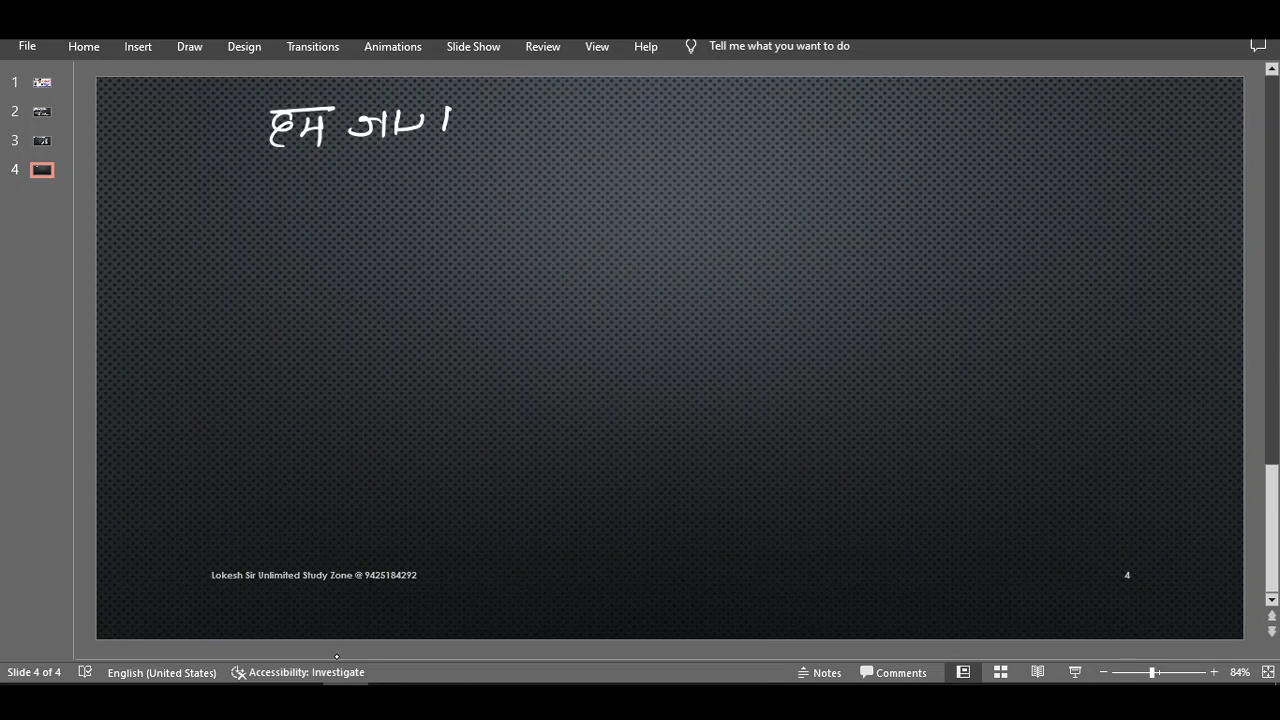 File Home Insert Draw Design Transitions Animations Slide Show Review View Help Tell me what you want to do
1
2
3
4
हम
Lokesh Sir Unlimited Study Zone @ 9425184292 4
Slide 4 of 4 English (United States) Accessibility: Investigate Notes Comments 84%